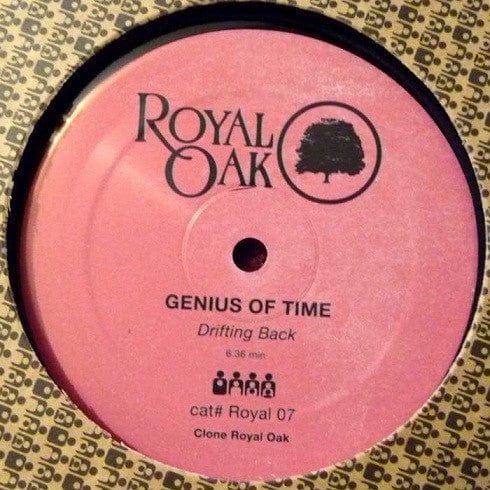 ROYAL
OAK
GENIUS OF TIME
Drifting Back
6:36 min
cat# Royal 07
Clone Royal Oak